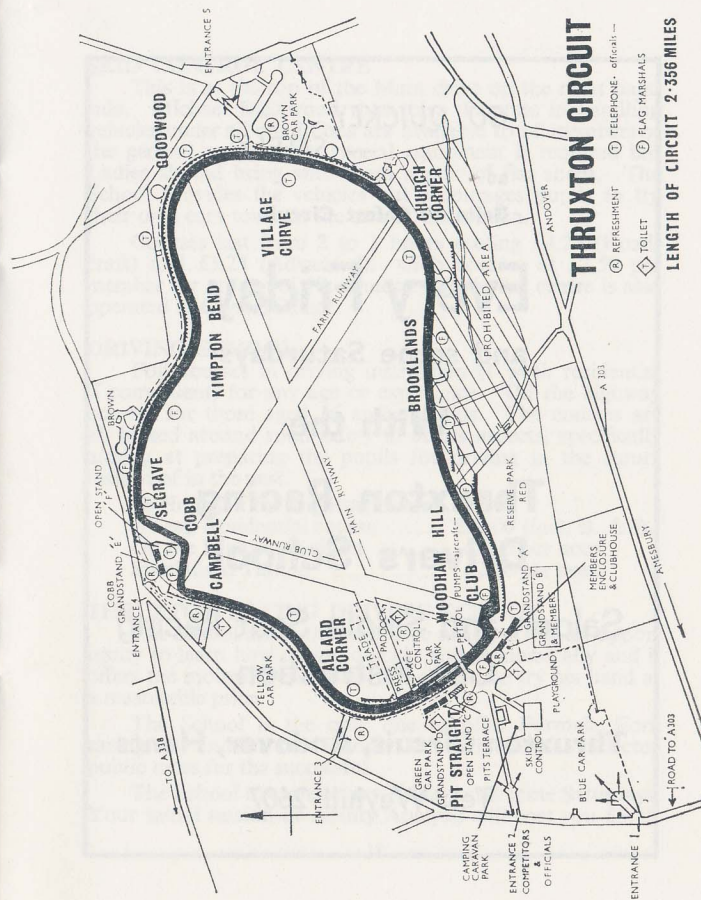 THRUXTON CIRCUIT
R REFRESHMENT T TELEPHONE - officials —
T TOILET F FLAG MARSHALS
LENGTH OF CIRCUIT 2·356 MILES
ENTRANCE 5
GOODWOOD
BROWN
CAR PARK
VILLAGE
CURVE
CHURCH
CORNER
ANDOVER
KIMPTON BEND
FARM RUNWAY
PROHIBITED AREA
BROOKLANDS
A 303
BROWN
OPEN STAND
'F'
SEGRAVE
COBB
CAMPBELL
CLUB RUNWAY
MAIN RUNWAY
COBB
GRANDSTAND 'E'
ENTRANCE 4
RESERVE PARK
RED
WOODHAM HILL
PUMPS -aircraft-
PETROL
CLUB
AMESBURY
ALLARD
CORNER
PADDOCK
PRESS
RACE
CONTROL
CAR
PARK
YELLOW
CAR PARK
TO A338
ENTRANCE 3
GRANDSTAND 'A'
GRANDSTAND B'
& MEMBERS
MEMBERS
ENCLOSURE
& CLUBHOUSE
PLAYGROUND
GREEN
CAR PARK
GRANDSTAND D'
PIT STRAIGHT
OPEN STAND 'C'
PITS TERRACE
SKID
CONTROL
BLUE CAR PARK
ROAD TO A303
CAMPING
CARAVAN
PARK
ENTRANCE 2
COMPETITORS
&
OFFICIALS
ENTRANCE 1